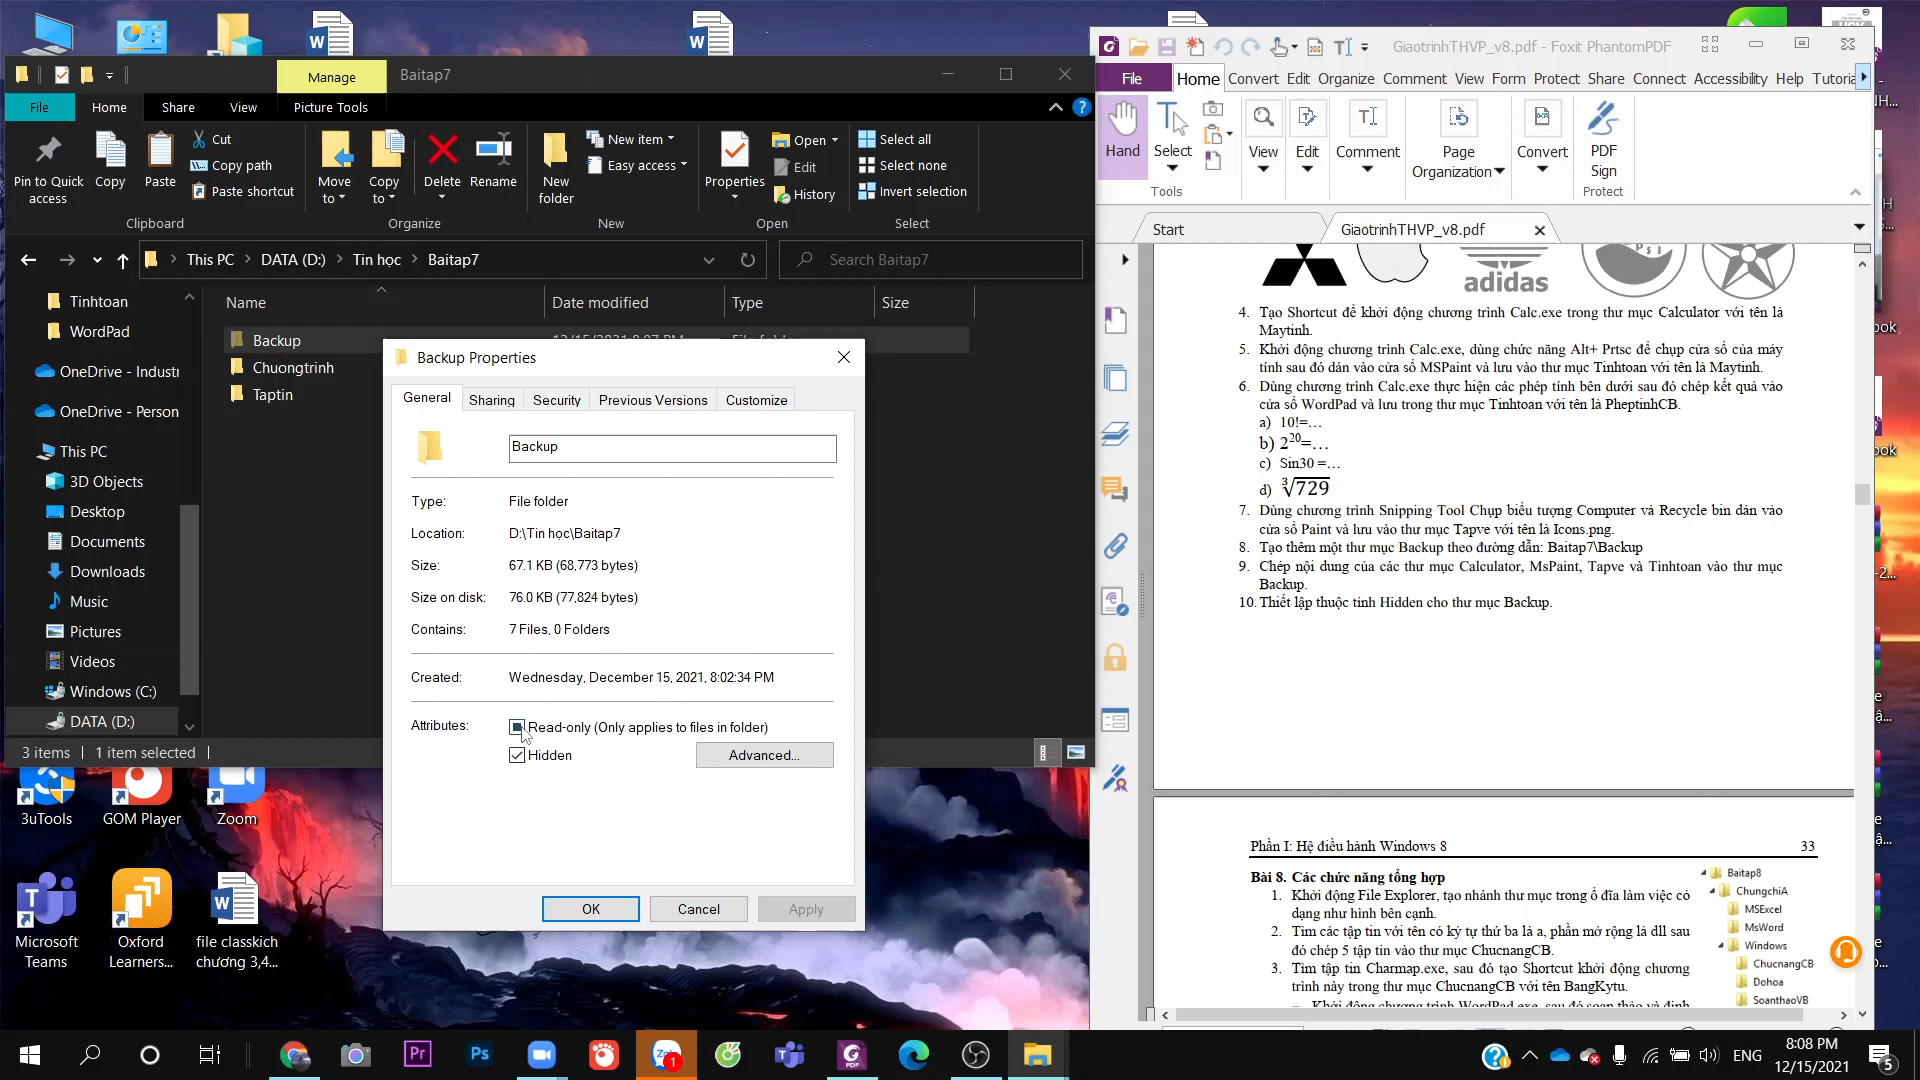 Manage
Baitap7
File
Home
Share
View
Picture Tools
Pin to Quick access
Copy
Paste
Cut
Copy path
Paste shortcut
Clipboard
Move to
Copy to
Delete
Rename
Organize
New folder
New item
Easy access
New
Properties
Open
Edit
History
Open
Select all
Select none
Invert selection
Select
This PC
DATA (D:)
Tin học
Baitap7
Search Baitap7
Tinhtoan
WordPad
OneDrive - Industri
OneDrive - Person
This PC
3D Objects
Desktop
Documents
Downloads
Music
Pictures
Videos
Windows (C:)
DATA (D:)
Name
Date modified
Type
Size
Backup
Chuongtrinh
Taptin
3 items
1 item selected
Backup Properties
General
Sharing
Security
Previous Versions
Customize
Backup
Type:
File folder
Location:
D:\Tin học\Baitap7
Size:
67.1 KB (68,773 bytes)
Size on disk:
76.0 KB (77,824 bytes)
Contains:
7 Files, 0 Folders
Created:
Wednesday, December 15, 2021, 8:02:34 PM
Attributes:
Read-only (Only applies to files in folder)
Hidden
Advanced...
OK
Cancel
Apply
3uTools
GOM Player
Zoom
Microsoft Teams
Oxford Learners...
file classkich chương 3,4...
GiaotrinhTHVP_v8.pdf - Foxit PhantomPDF
File
Home
Convert
Edit
Organize
Comment
View
Form
Protect
Share
Connect
Accessibility
Help
Tutoria
Hand
Select
Tools
View
Edit
Comment
Page Organization
Convert
PDF Sign
Protect
Start
GiaotrinhTHVP_v8.pdf
adidas
4. Tạo Shortcut để khởi động chương trình Calc.exe trong thư mục Calculator với tên là
Maytinh.
5. Khởi động chương trình Calc.exe, dùng chức năng Alt+ Prtsc để chụp cửa sổ của máy
tính sau đó dán vào cửa sổ MSPaint và lưu vào thư mục Tinhtoan với tên là Maytinh.
6. Dùng chương trình Calc.exe thực hiện các phép tính bên dưới sau đó chép kết quả vào
cửa sổ WordPad và lưu trong thư mục Tinhtoan với tên là PheptinhCB.
a) 10!=…
b) 2²⁰=…
c) Sin30 =…
d) ∛729
7. Dùng chương trình Snipping Tool Chụp biểu tượng Computer và Recycle bin dán vào
cửa sổ Paint và lưu vào thư mục Tapve với tên là Icons.png.
8. Tạo thêm một thư mục Backup theo đường dẫn: Baitap7\Backup
9. Chép nội dung của các thư mục Calculator, MsPaint, Tapve và Tinhtoan vào thư mục
Backup.
10. Thiết lập thuộc tính Hidden cho thư mục Backup.
Phần I: Hệ điều hành Windows 8
33
Bài 8. Các chức năng tổng hợp
1. Khởi động File Explorer, tạo nhánh thư mục trong ổ đĩa làm việc có
dạng như hình bên cạnh.
2. Tìm các tập tin với tên có ký tự thứ ba là a, phần mở rộng là dll sau
đó chép 5 tập tin vào thư mục ChucnangCB.
3. Tìm tập tin Charmap.exe, sau đó tạo Shortcut khởi động chương
trình này trong thư mục ChucnangCB với tên BangKytu.
– Khởi động chương trình WordPad.exe, sau đó soạn thảo và định
Baitap8
ChungchiA
MSExcel
MsWord
Windows
ChucnangCB
Dohoa
SoanthaoVB
ENG
8:08 PM
12/15/2021
5
1